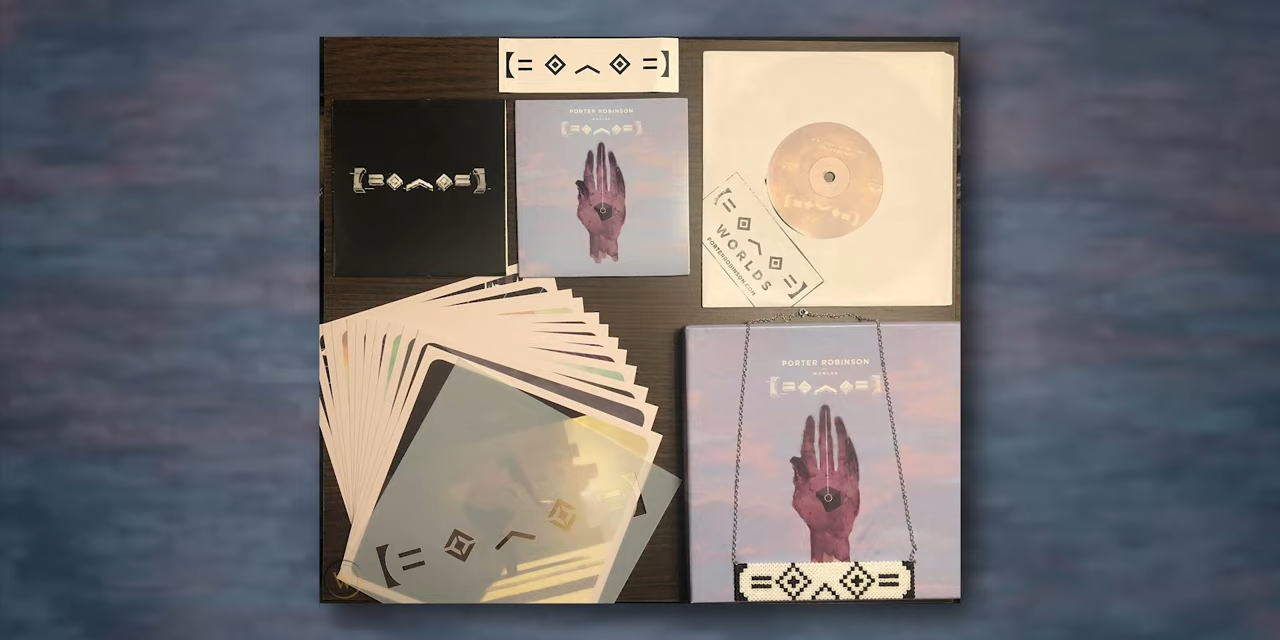 【= ◈ ︿ ◈ =】
【=◈︿◈=】
PORTER ROBINSON
WORLDS
【=◈︿◈=】
【= ◈ ︿ ◈ =】
WORLDS
PORTERROBINSON.COM
PORTER ROBINSON
WORLDS
【=◈︿◈=】
【= ◈ ︿ ◈ =】
【=◈︿◈=】